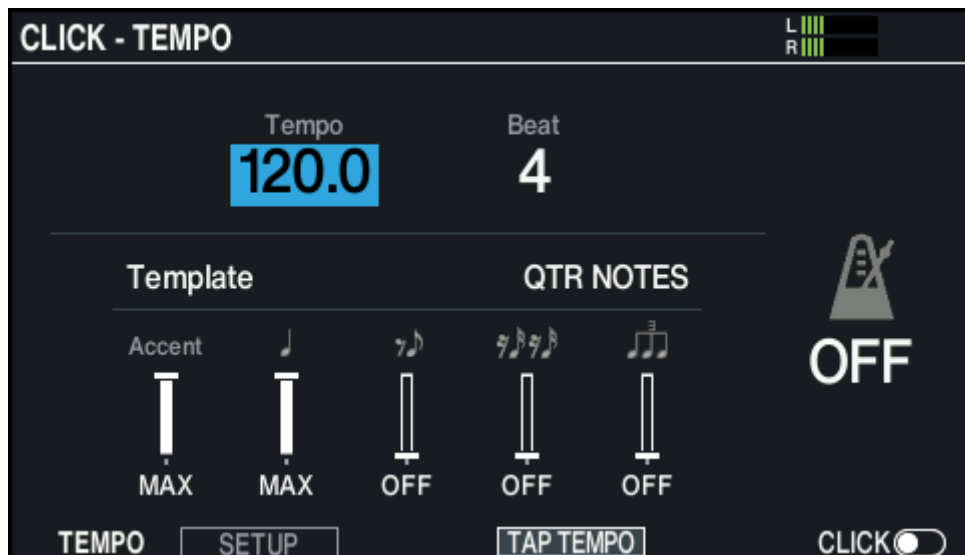 CLICK - TEMPO
L
R
Tempo Beat
120.0 4
Template QTR NOTES
OFF
Accent 3
MAX MAX OFF OFF OFF
TEMPO SETUP TAP TEMPO CLICK